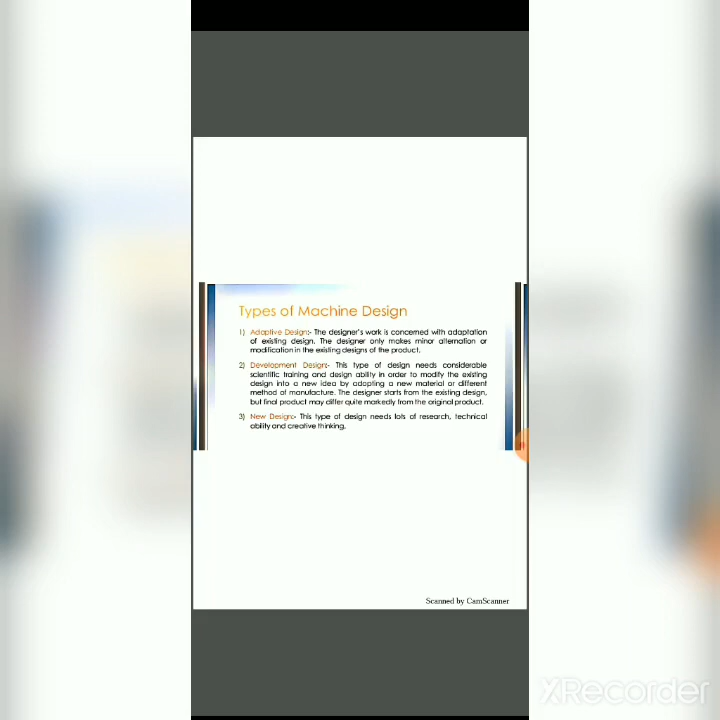 Types of Machine Design
1) Adaptive Design:- The designer's work is concerned with adaptation
of existing design. The designer only makes minor alternation or
modification in the existing designs of the product.
2) Development Design:- This type of design needs considerable
scientific training and design ability in order to modify the existing
design into a new idea by adopting a new material or different
method of manufacture. The designer starts from the existing design,
but final product may differ quite markedly from the original product.
3) New Design:- This type of design needs lots of research, technical
ability and creative thinking.
Scanned by CamScanner
XRecorder